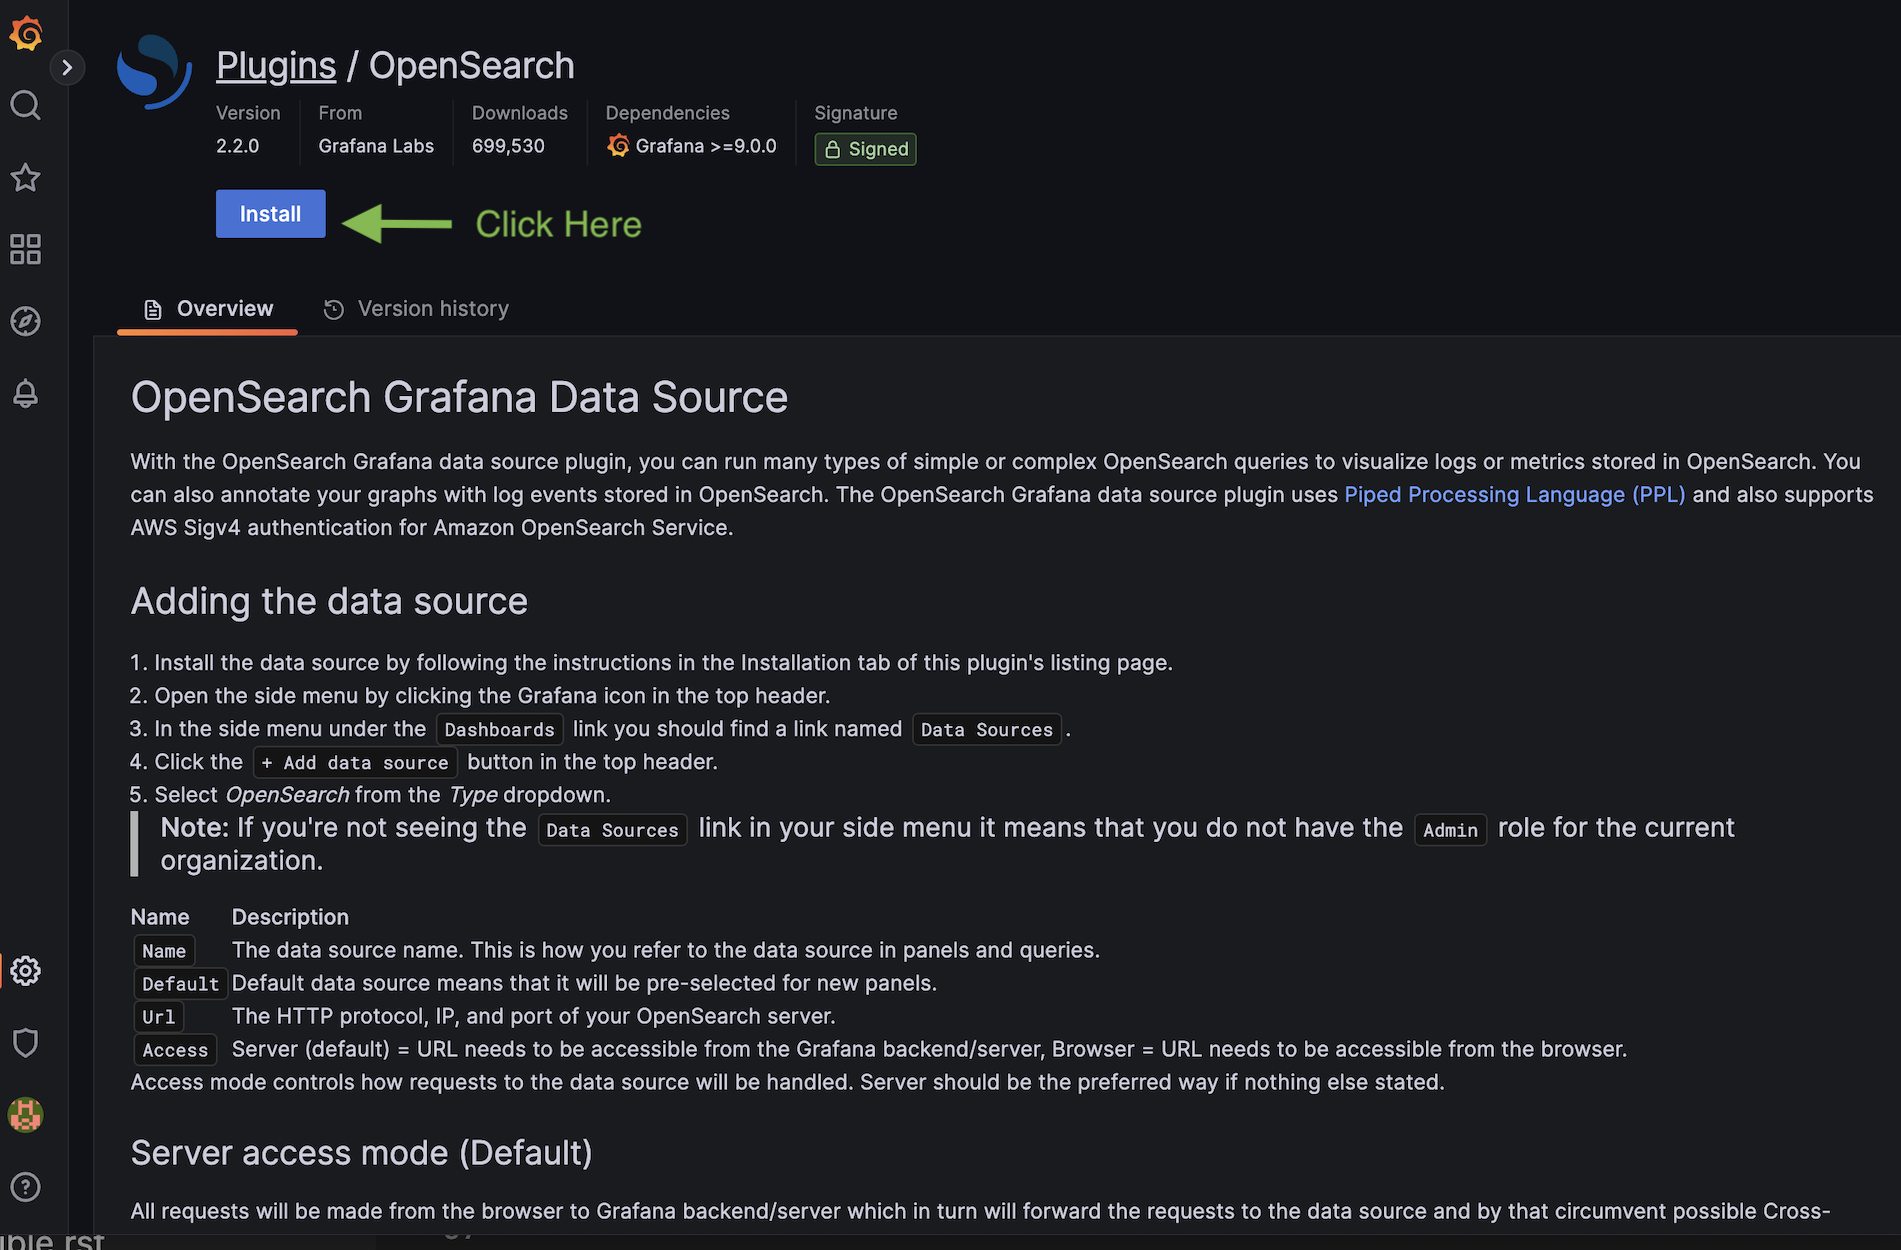 Plugins / OpenSearch
Version From Downloads Dependencies Signature
2.2.0 Grafana Labs 699,530 Grafana >=9.0.0 Signed
Install Click Here
Overview Version history
OpenSearch Grafana Data Source
With the OpenSearch Grafana data source plugin, you can run many types of simple or complex OpenSearch queries to visualize logs or metrics stored in OpenSearch. You
can also annotate your graphs with log events stored in OpenSearch. The OpenSearch Grafana data source plugin uses Piped Processing Language (PPL) and also supports
AWS Sigv4 authentication for Amazon OpenSearch Service.
Adding the data source
1. Install the data source by following the instructions in the Installation tab of this plugin's listing page.
2. Open the side menu by clicking the Grafana icon in the top header.
3. In the side menu under the Dashboards link you should find a link named Data Sources .
4. Click the + Add data source button in the top header.
5. Select OpenSearch from the Type dropdown.
Note: If you're not seeing the Data Sources link in your side menu it means that you do not have the Admin role for the current
organization.
Name Description
Name The data source name. This is how you refer to the data source in panels and queries.
Default Default data source means that it will be pre-selected for new panels.
Url The HTTP protocol, IP, and port of your OpenSearch server.
Access Server (default) = URL needs to be accessible from the Grafana backend/server, Browser = URL needs to be accessible from the browser.
Access mode controls how requests to the data source will be handled. Server should be the preferred way if nothing else stated.
Server access mode (Default)
All requests will be made from the browser to Grafana backend/server which in turn will forward the requests to the data source and by that circumvent possible Cross-